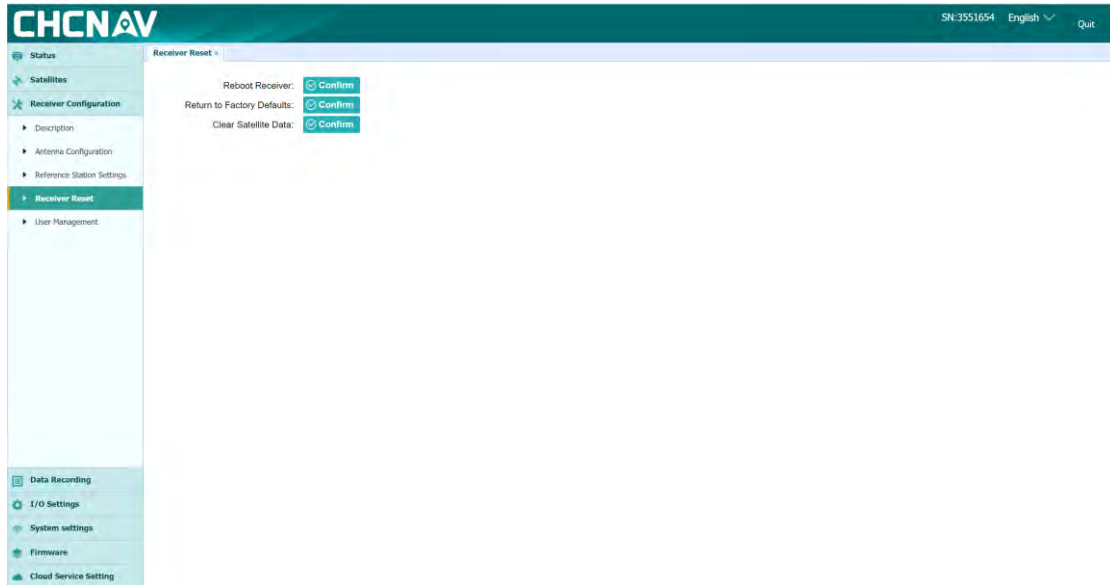 CHCNAV
SN:3551654 English Quit
Status
Receiver Reset ×
Satellites
Receiver Configuration
Reboot Receiver: Confirm
Return to Factory Defaults: Confirm
Clear Satellite Data: Confirm
Description
Antenna Configuration
Reference Station Settings
Receiver Reset
User Management
Data Recording
I/O Settings
System settings
Firmware
Cloud Service Setting